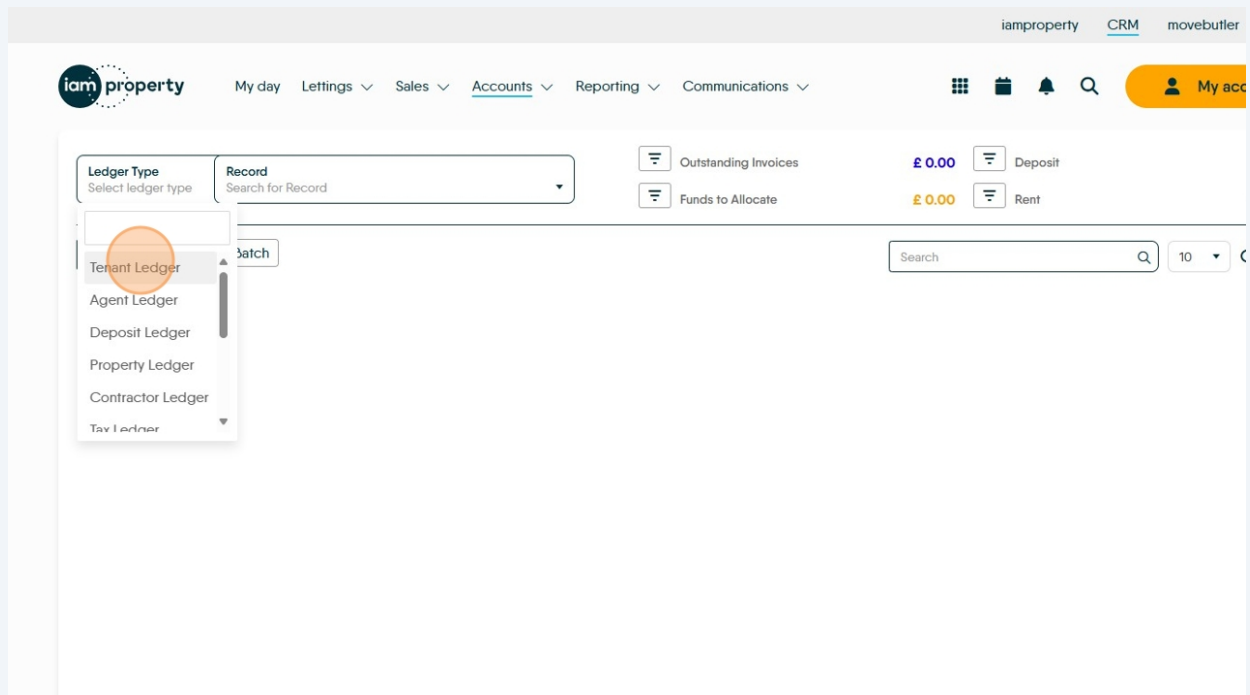 iamproperty CRM movebutler
iam property My day Lettings Sales Accounts Reporting Communications My acc
Ledger Type Record Outstanding Invoices £ 0.00 Deposit
Select ledger type Search for Record
Funds to Allocate £ 0.00 Rent
Batch Search 10
Tenant Ledger
Agent Ledger
Deposit Ledger
Property Ledger
Contractor Ledger
Tax Ledger